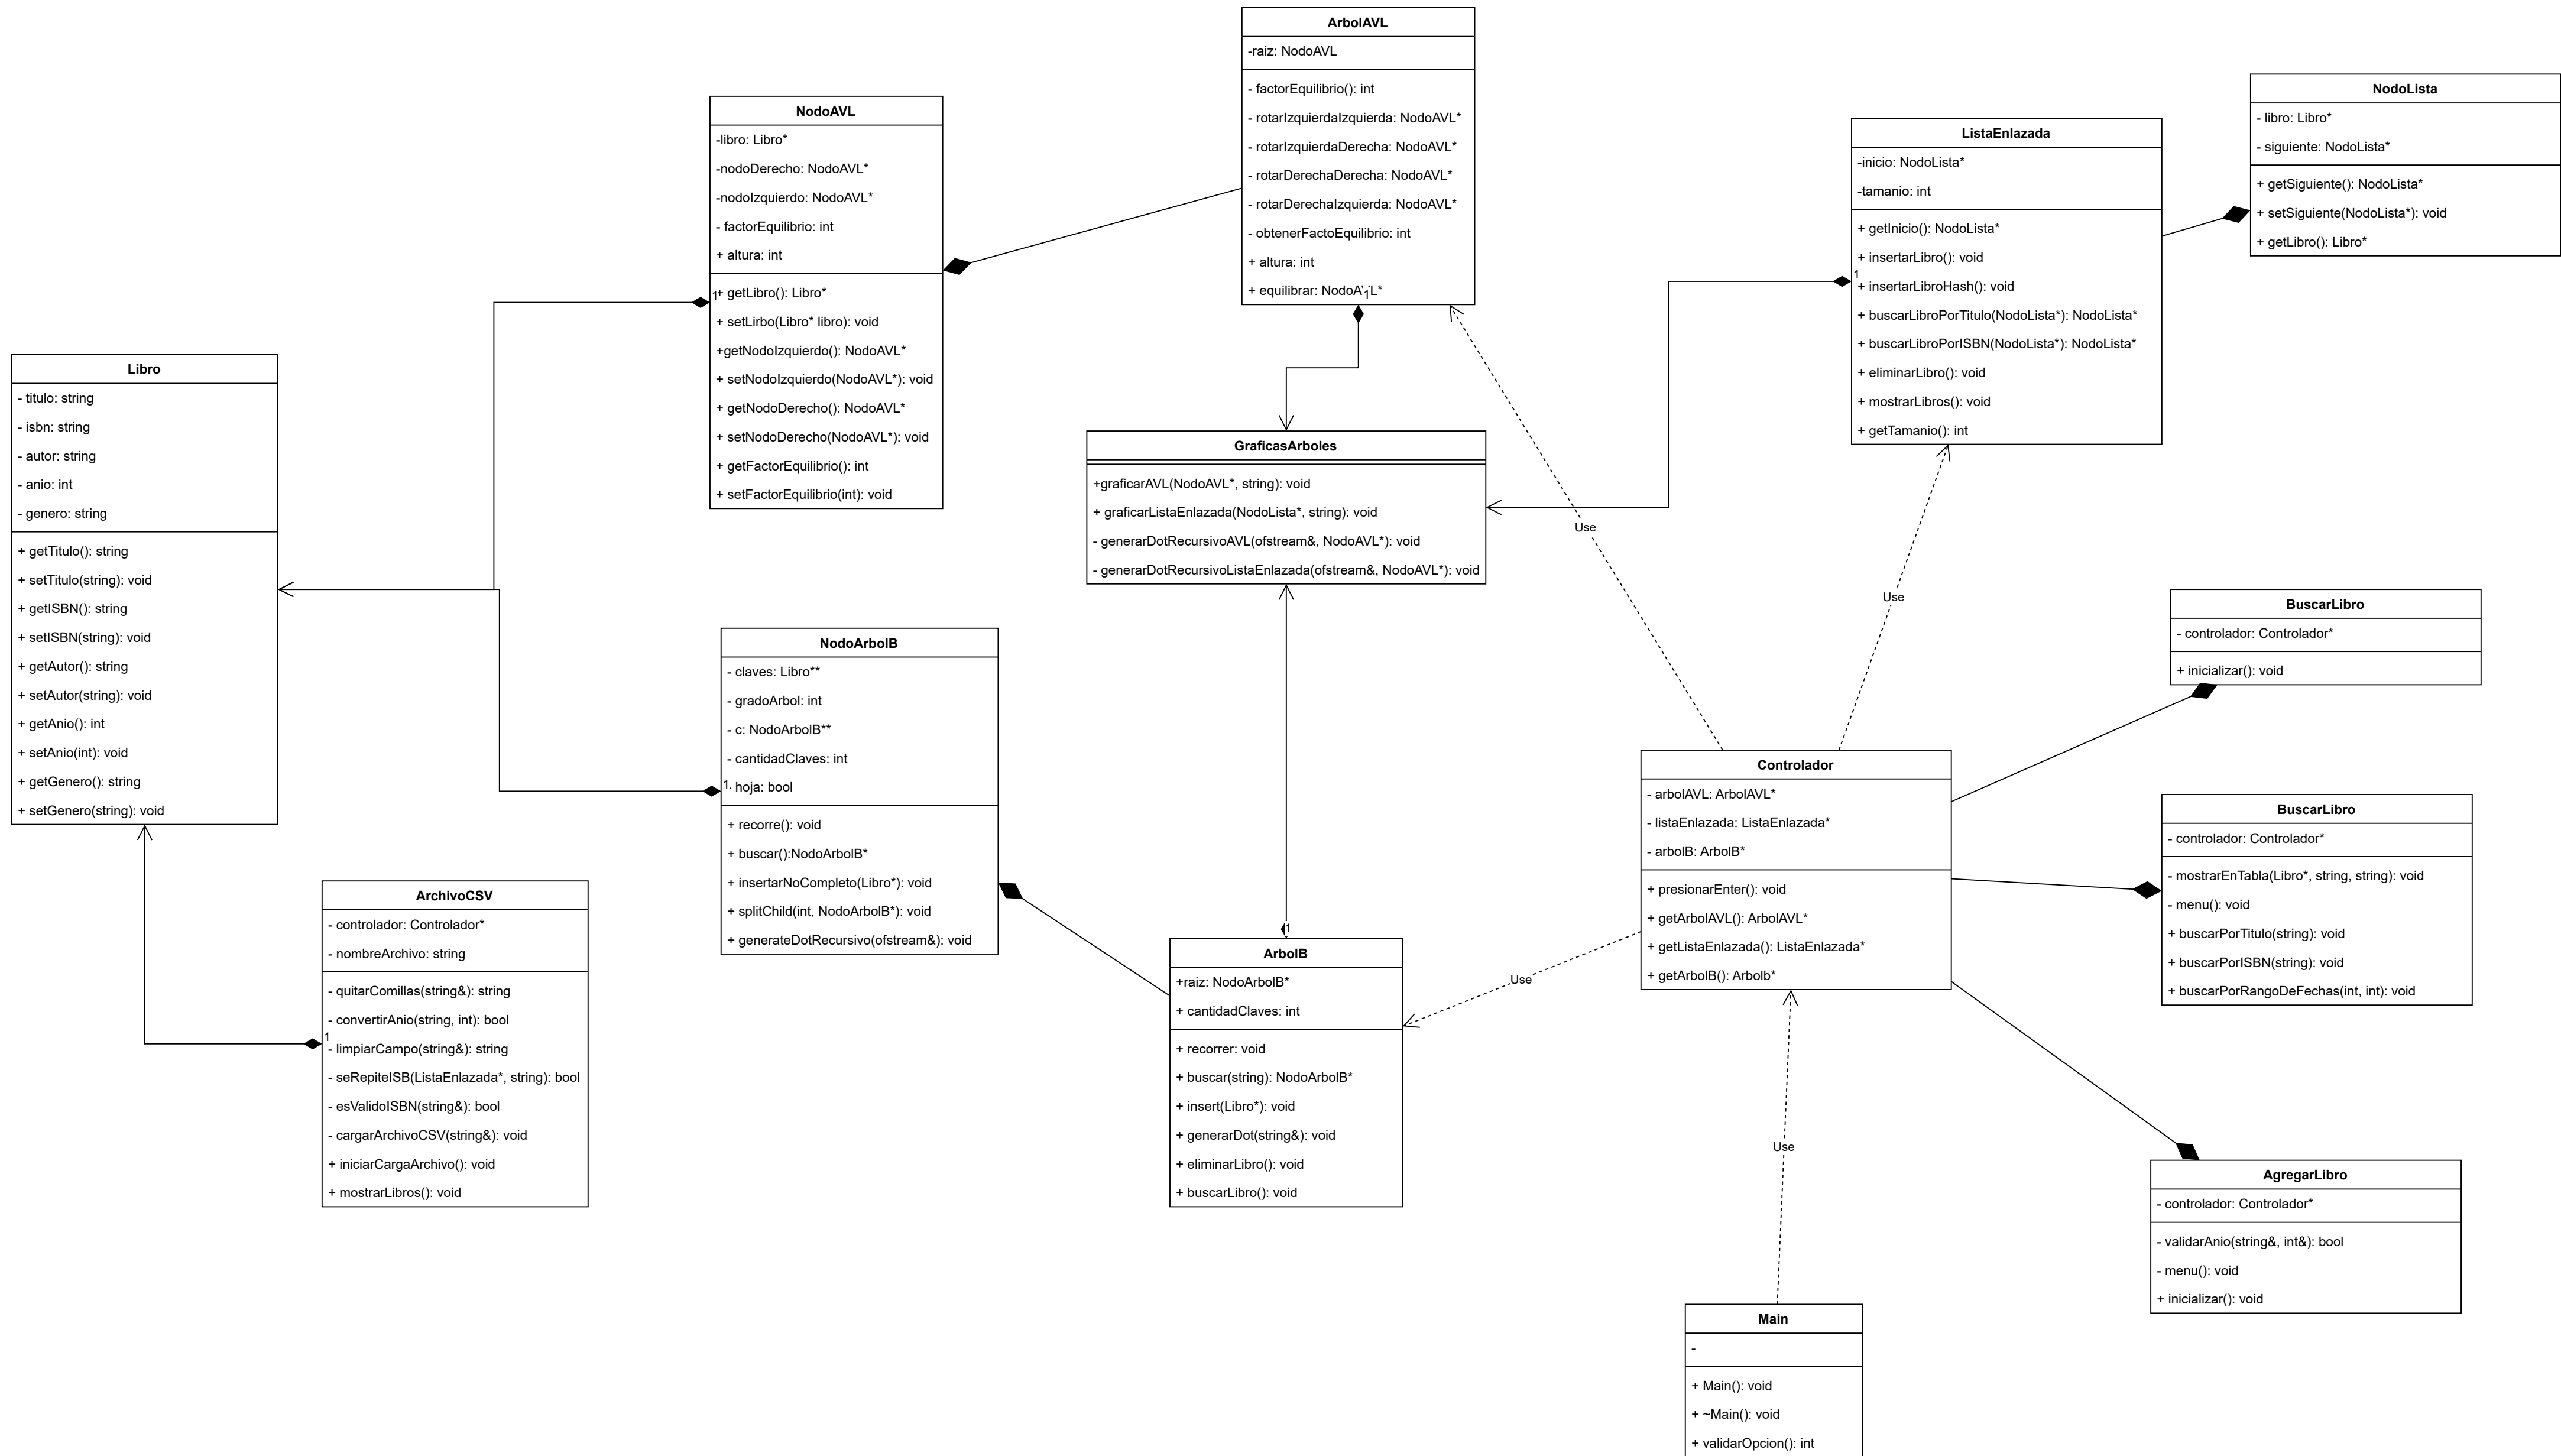 ArbolAVL
-raiz: NodoAVL
- factorEquilibrio(): int
- rotarIzquierdaIzquierda: NodoAVL*
- rotarIzquierdaDerecha: NodoAVL*
- rotarDerechaDerecha: NodoAVL*
- rotarDerechaIzquierda: NodoAVL*
- obtenerFactoEquilibrio: int
+ altura: int
+ equilibrar: NodoAVL*
1
NodoLista
- libro: Libro*
- siguiente: NodoLista*
+ getSiguiente(): NodoLista*
+ setSiguiente(NodoLista*): void
+ getLibro(): Libro*
NodoAVL
-libro: Libro*
-nodoDerecho: NodoAVL*
-nodoIzquierdo: NodoAVL*
- factorEquilibrio: int
+ altura: int
1
+ getLibro(): Libro*
+ setLirbo(Libro* libro): void
+getNodoIzquierdo(): NodoAVL*
+ setNodoIzquierdo(NodoAVL*): void
+ getNodoDerecho(): NodoAVL*
+ setNodoDerecho(NodoAVL*): void
+ getFactorEquilibrio(): int
+ setFactorEquilibrio(int): void
ListaEnlazada
-inicio: NodoLista*
-tamanio: int
+ getInicio(): NodoLista*
+ insertarLibro(): void
1
+ insertarLibroHash(): void
+ buscarLibroPorTitulo(NodoLista*): NodoLista*
+ buscarLibroPorISBN(NodoLista*): NodoLista*
+ eliminarLibro(): void
+ mostrarLibros(): void
+ getTamanio(): int
Libro
- titulo: string
- isbn: string
- autor: string
- anio: int
- genero: string
+ getTitulo(): string
+ setTitulo(string): void
+ getISBN(): string
+ setISBN(string): void
+ getAutor(): string
+ setAutor(string): void
+ getAnio(): int
+ setAnio(int): void
+ getGenero(): string
+ setGenero(string): void
GraficasArboles
+graficarAVL(NodoAVL*, string): void
+ graficarListaEnlazada(NodoLista*, string): void
- generarDotRecursivoAVL(ofstream&, NodoAVL*): void
- generarDotRecursivoListaEnlazada(ofstream&, NodoAVL*): void
Use
Use
BuscarLibro
- controlador: Controlador*
+ inicializar(): void
NodoArbolB
- claves: Libro**
- gradoArbol: int
- c: NodoArbolB**
- cantidadClaves: int
1
- hoja: bool
+ recorre(): void
+ buscar():NodoArbolB*
+ insertarNoCompleto(Libro*): void
+ splitChild(int, NodoArbolB*): void
+ generateDotRecursivo(ofstream&): void
Controlador
- arbolAVL: ArbolAVL*
- listaEnlazada: ListaEnlazada*
- arbolB: ArbolB*
+ presionarEnter(): void
+ getArbolAVL(): ArbolAVL*
+ getListaEnlazada(): ListaEnlazada*
+ getArbolB(): Arbolb*
BuscarLibro
- controlador: Controlador*
- mostrarEnTabla(Libro*, string, string): void
- menu(): void
+ buscarPorTitulo(string): void
+ buscarPorISBN(string): void
+ buscarPorRangoDeFechas(int, int): void
ArchivoCSV
- controlador: Controlador*
- nombreArchivo: string
- quitarComillas(string&): string
- convertirAnio(string, int): bool
1
- limpiarCampo(string&): string
- seRepiteISB(ListaEnlazada*, string): bool
- esValidoISBN(string&): bool
- cargarArchivoCSV(string&): void
+ iniciarCargaArchivo(): void
+ mostrarLibros(): void
1
ArbolB
+raiz: NodoArbolB*
+ cantidadClaves: int
+ recorrer: void
+ buscar(string): NodoArbolB*
+ insert(Libro*): void
+ generarDot(string&): void
+ eliminarLibro(): void
+ buscarLibro(): void
Use
Use
AgregarLibro
- controlador: Controlador*
- validarAnio(string&, int&): bool
- menu(): void
+ inicializar(): void
Main
-
+ Main(): void
+ ~Main(): void
+ validarOpcion(): int